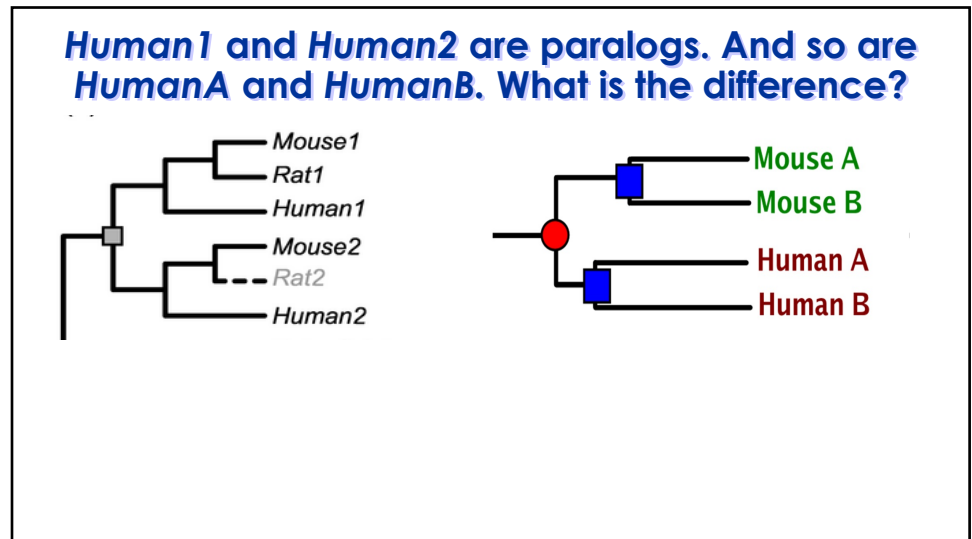 Human1 and Human2 are paralogs. And so are
HumanA and HumanB. What is the difference?
Mouse1
Rat1
Human1
Mouse2
Rat2
Human2
Mouse A
Mouse B
Human A
Human B